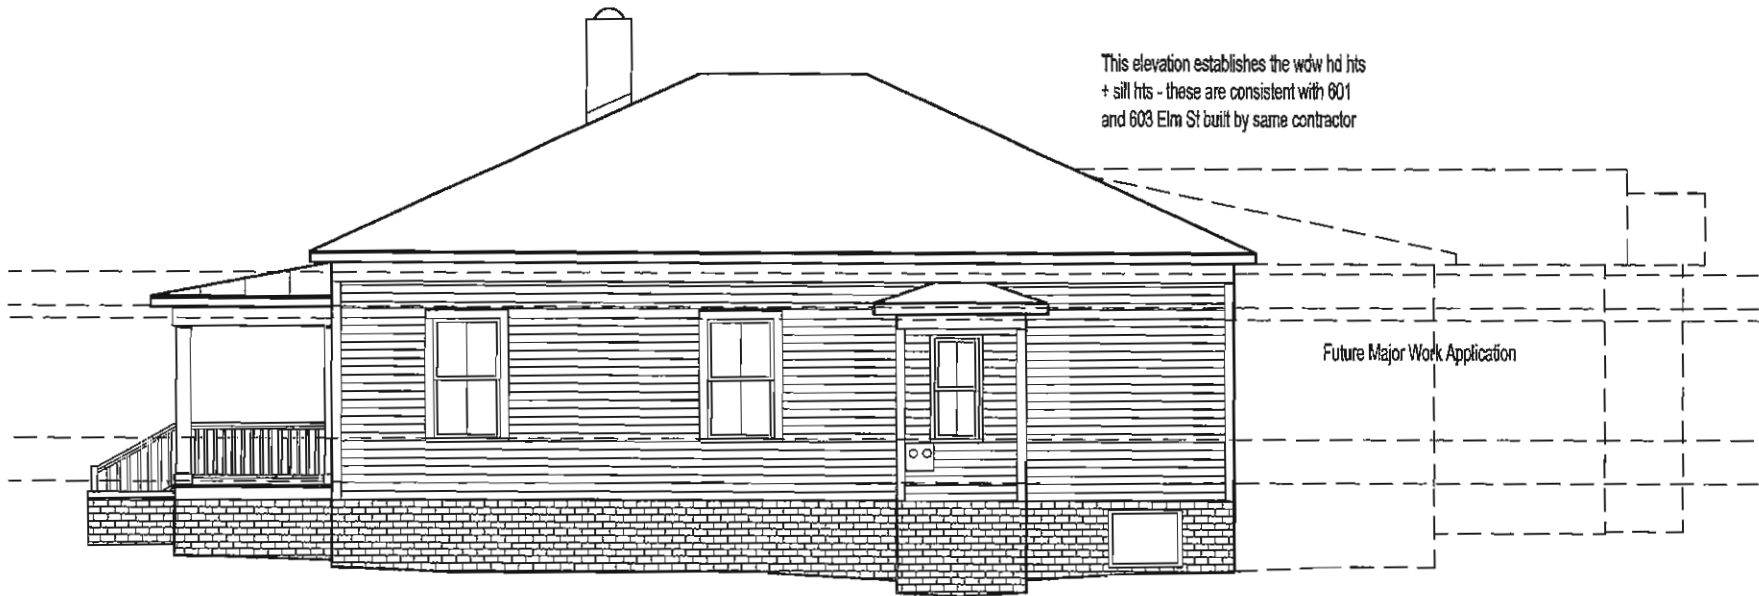 This elevation establishes the wdw hd hts
+ sill hts - these are consistent with 601
and 603 Elm St built by same contractor
Future Major Work Application